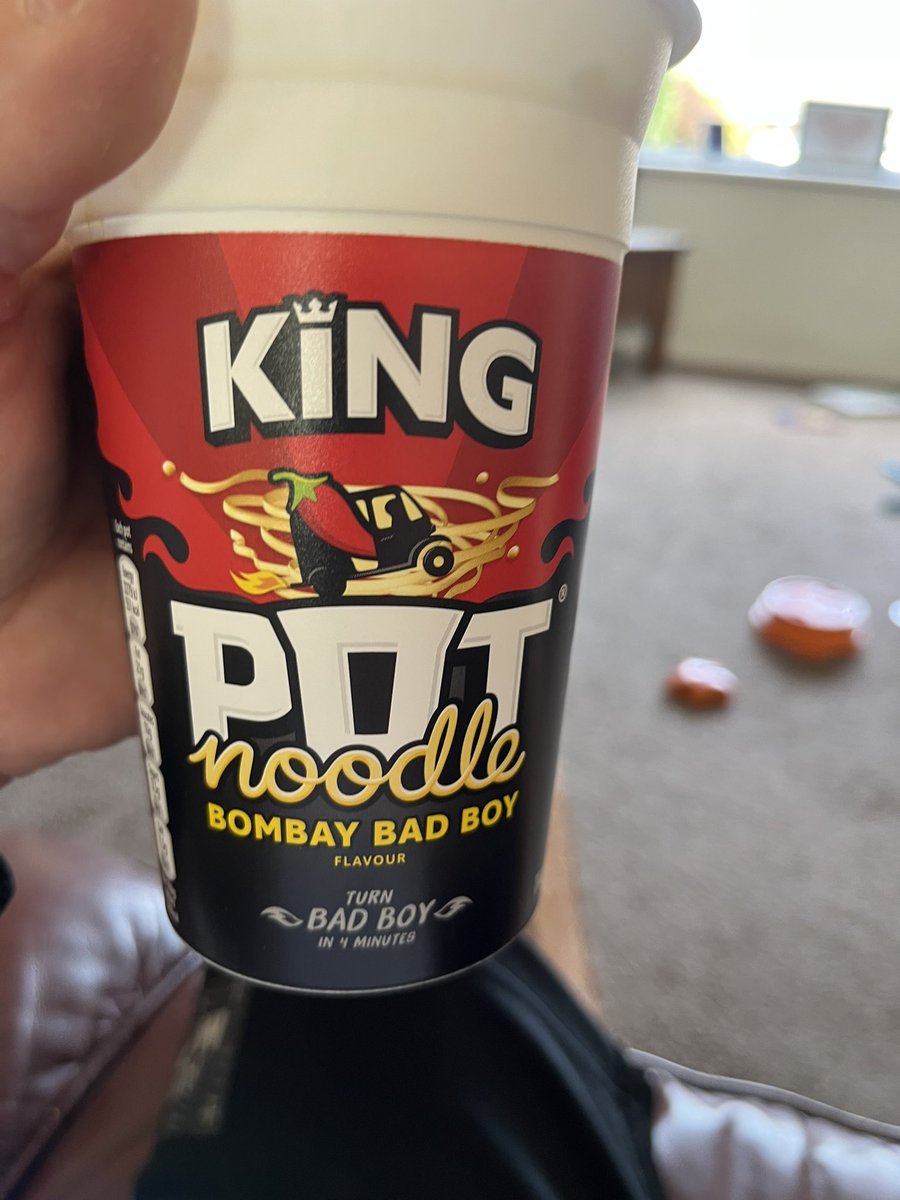 KING
POT®
noodle
BOMBAY BAD BOY
FLAVOUR
TURN
BAD BOY
IN 4 MINUTES